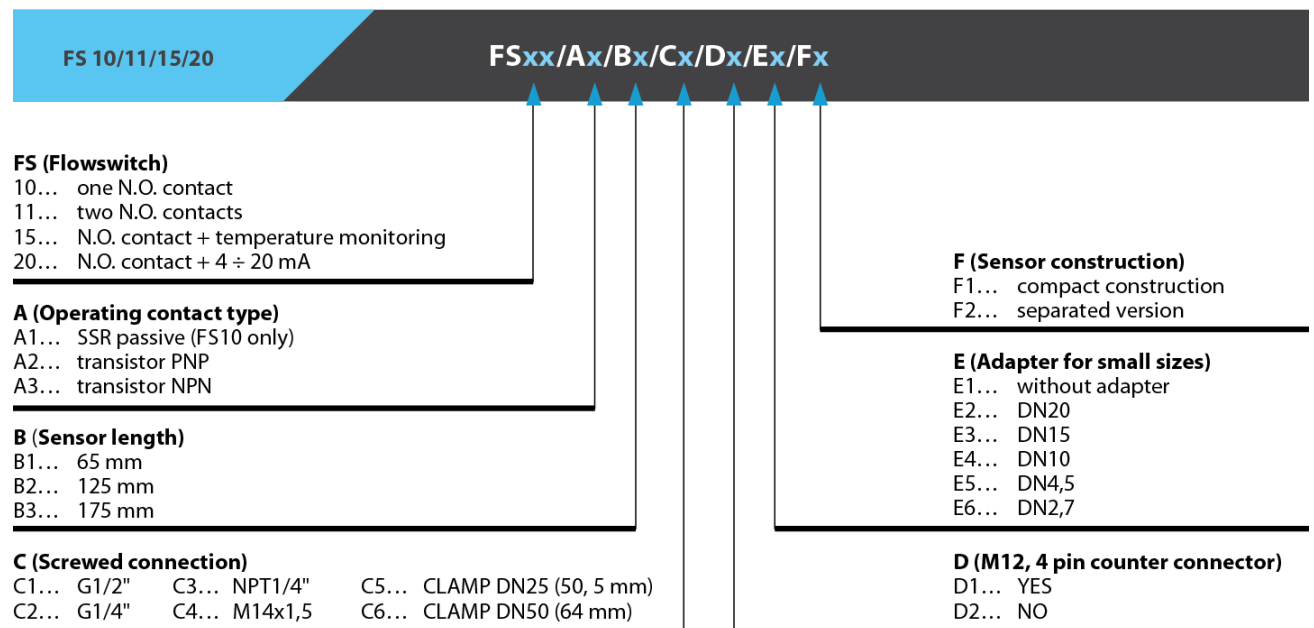 FS 10/11/15/20
FSxx/Ax/Bx/Cx/Dx/Ex/Fx
FS (Flowswitch)
10... one N.O. contact
11... two N.O. contacts
15... N.O. contact + temperature monitoring
20... N.O. contact + 4 ÷ 20 mA
A (Operating contact type)
A1... SSR passive (FS10 only)
A2... transistor PNP
A3... transistor NPN
B (Sensor length)
B1... 65 mm
B2... 125 mm
B3... 175 mm
C (Screwed connection)
C1... G1/2" C3... NPT1/4" C5... CLAMP DN25 (50, 5 mm)
C2... G1/4" C4... M14x1,5 C6... CLAMP DN50 (64 mm)
F (Sensor construction)
F1... compact construction
F2... separated version
E (Adapter for small sizes)
E1... without adapter
E2... DN20
E3... DN15
E4... DN10
E5... DN4,5
E6... DN2,7
D (M12, 4 pin counter connector)
D1... YES
D2... NO